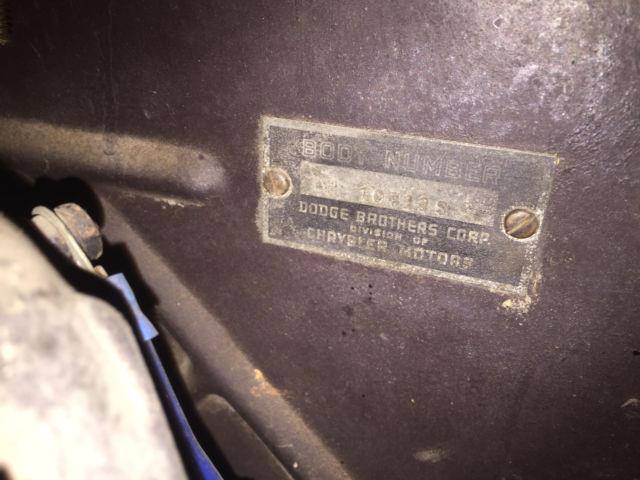 BODY NUMBER
DODGE BROTHERS CORP.
DIVISION OF
CHRYSLER MOTORS